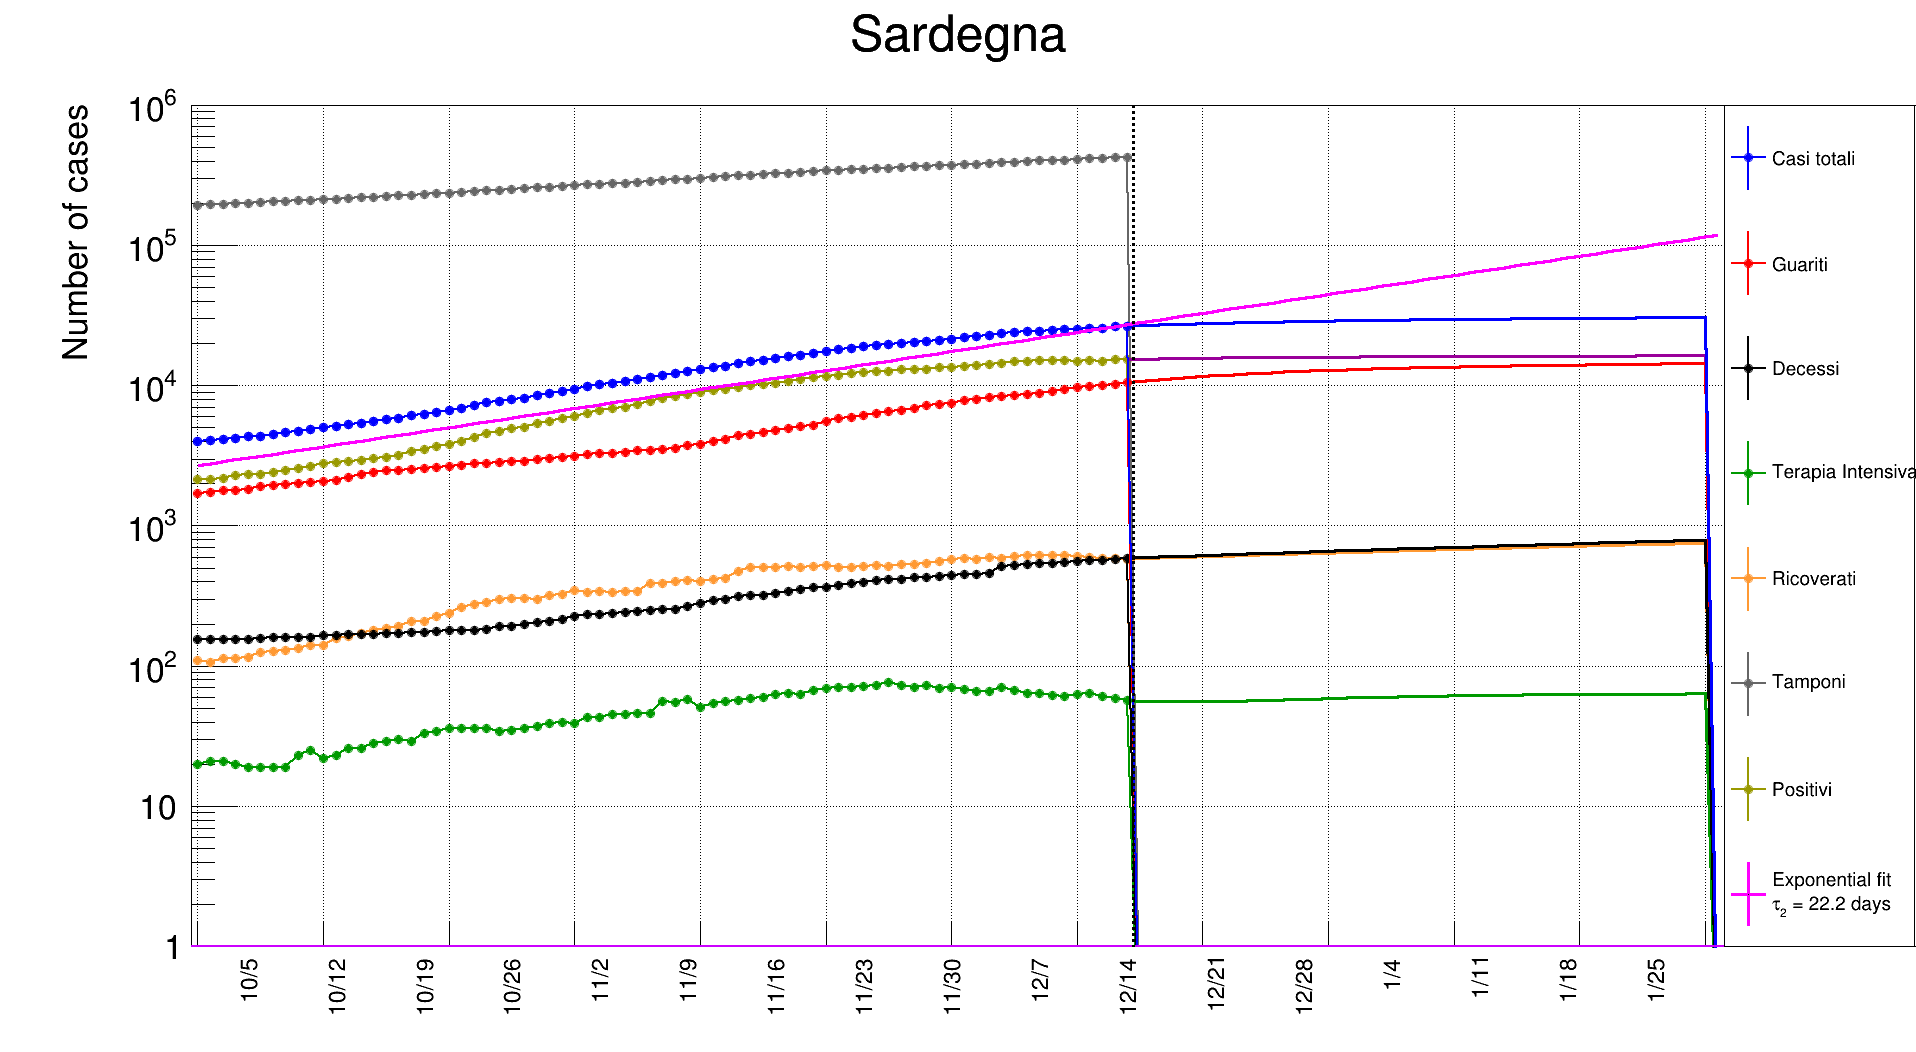 Sardegna
Number of cases
10^6
10^5
10^4
10^3
10^2
10
1
10/5
10/12
10/19
10/26
11/2
11/9
11/16
11/23
11/30
12/7
12/14
12/21
12/28
1/4
1/11
1/18
1/25
Casi totali
Guariti
Decessi
Terapia Intensiva
Ricoverati
Tamponi
Positivi
Exponential fit
τ₂ = 22.2 days